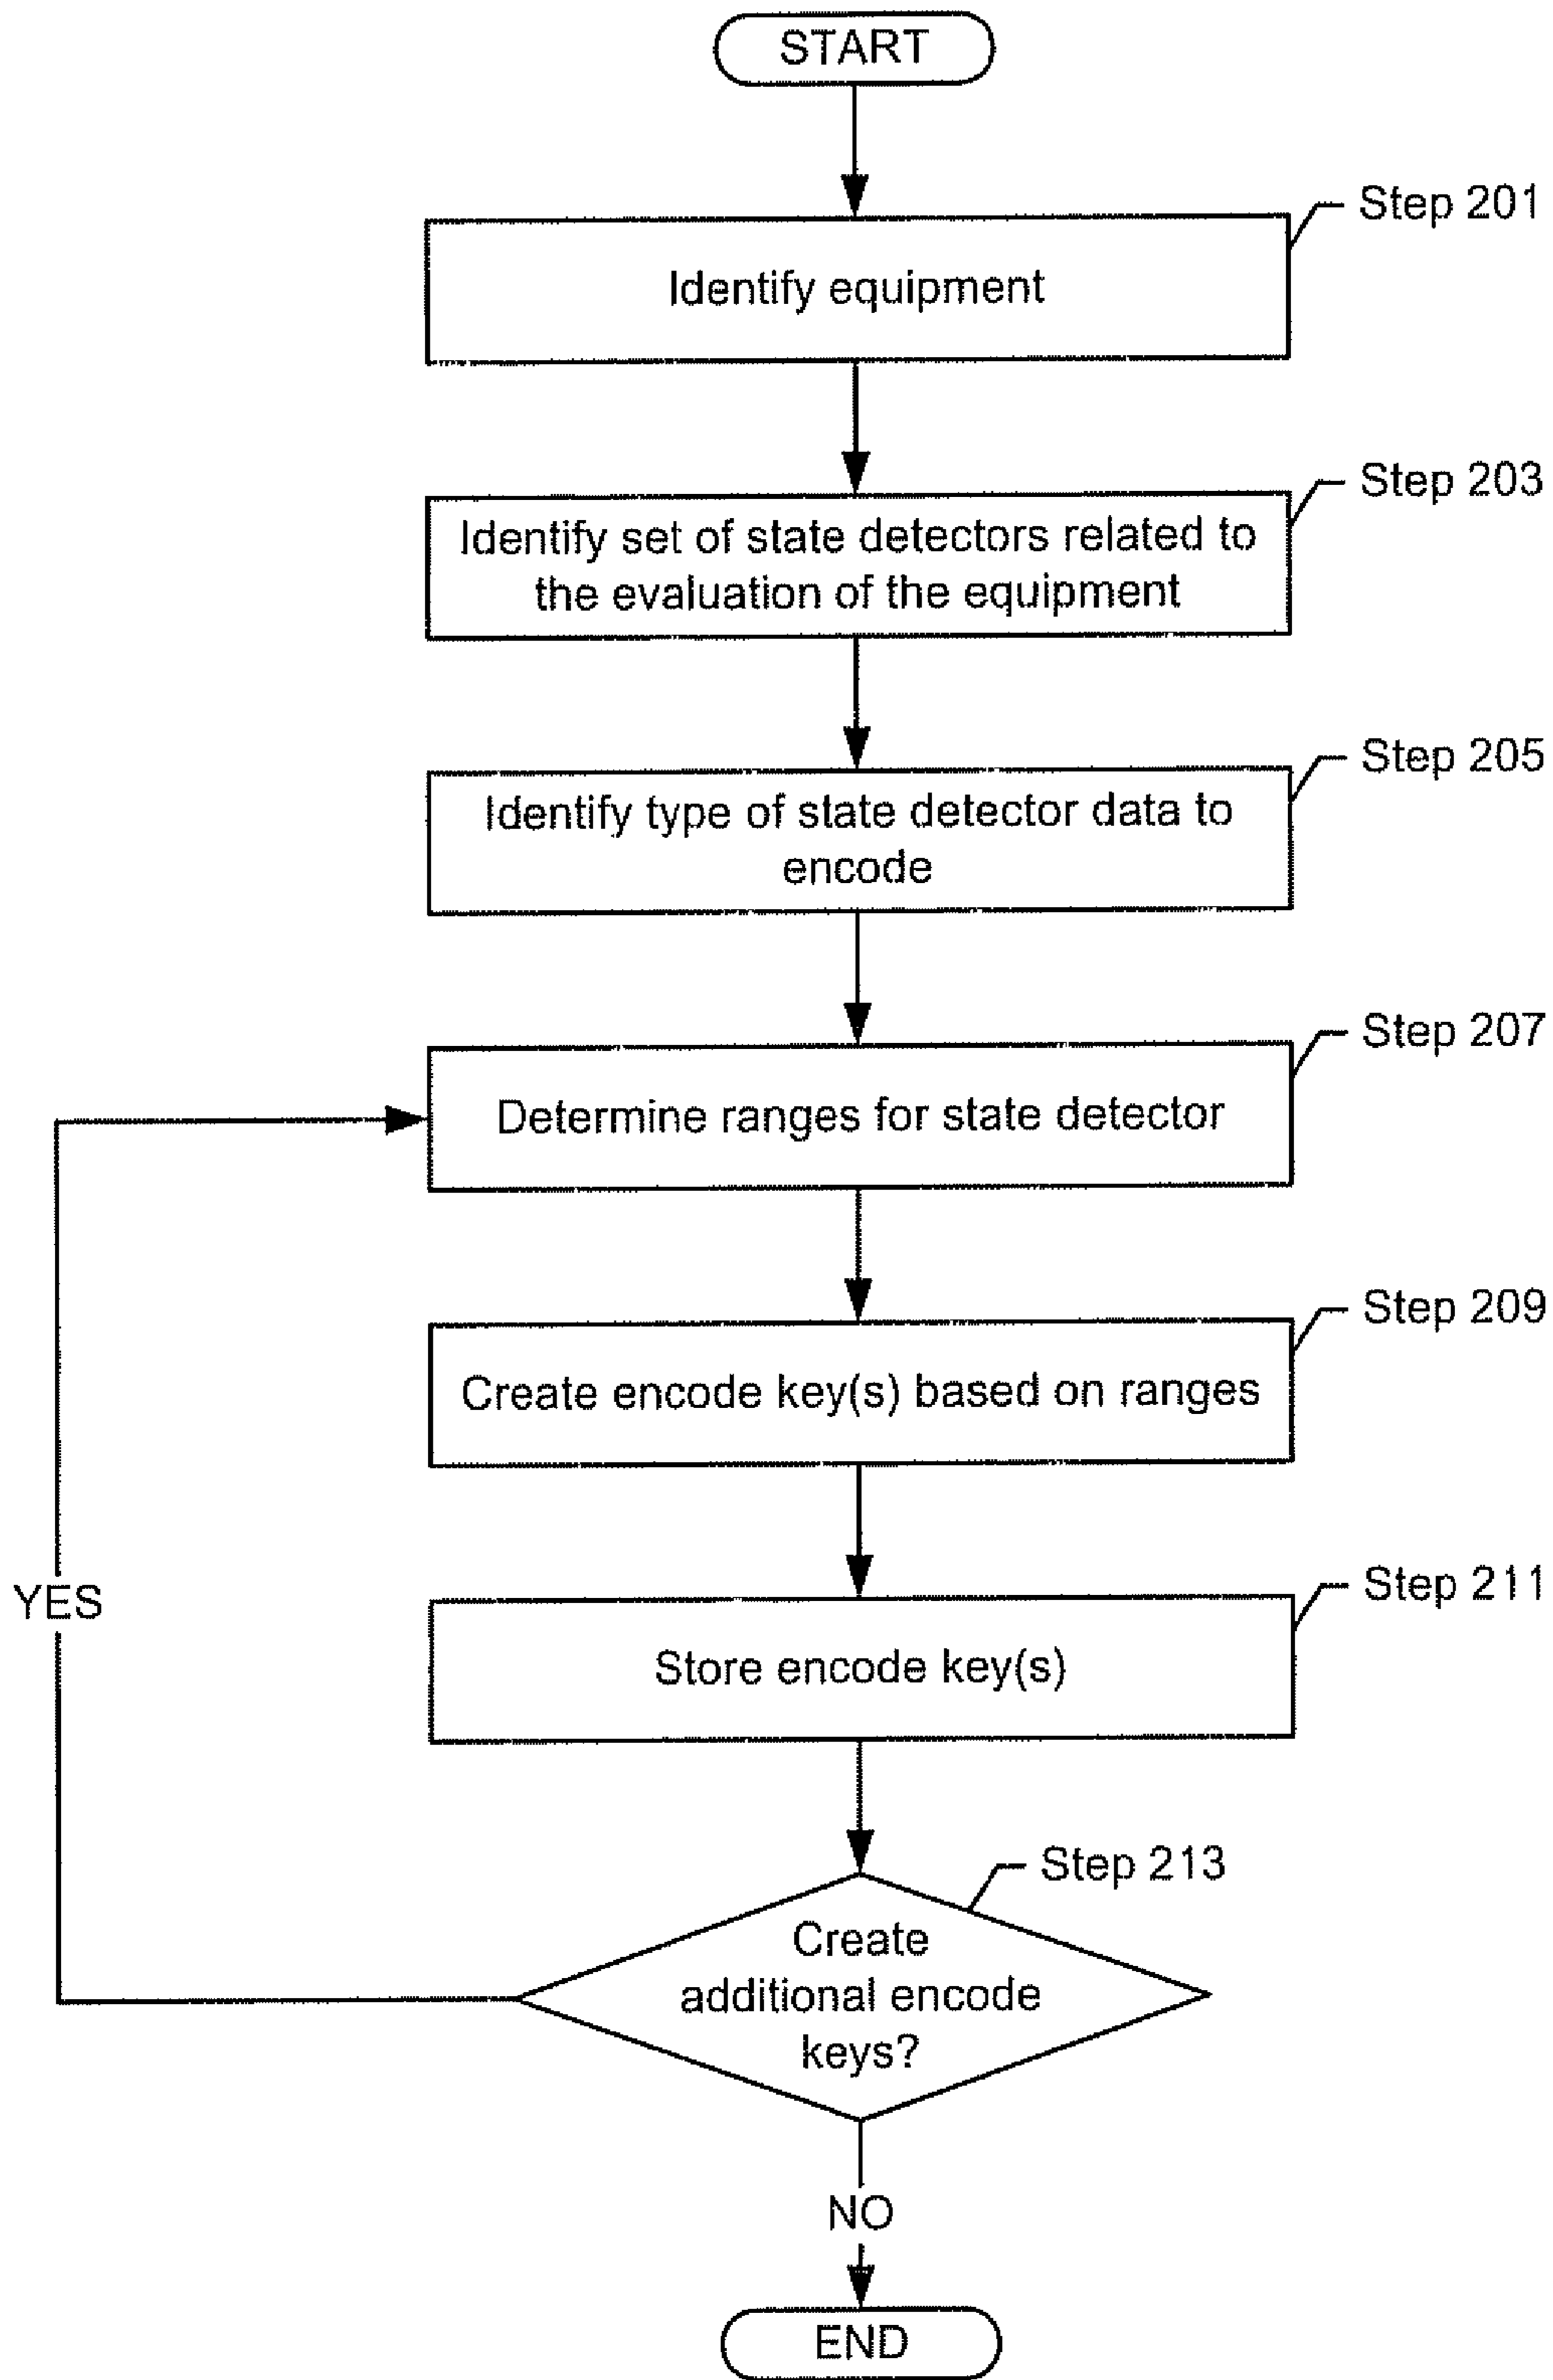 START
Step 201
Identify equipment
Step 203
Identify set of state detectors related to
the evaluation of the equipment
Step 205
Identify type of state detector data to
encode
Step 207
Determine ranges for state detector
Step 209
Create encode key(s) based on ranges
Step 211
YES
Store encode key(s)
Step 213
Create
additional encode
keys?
NO
END